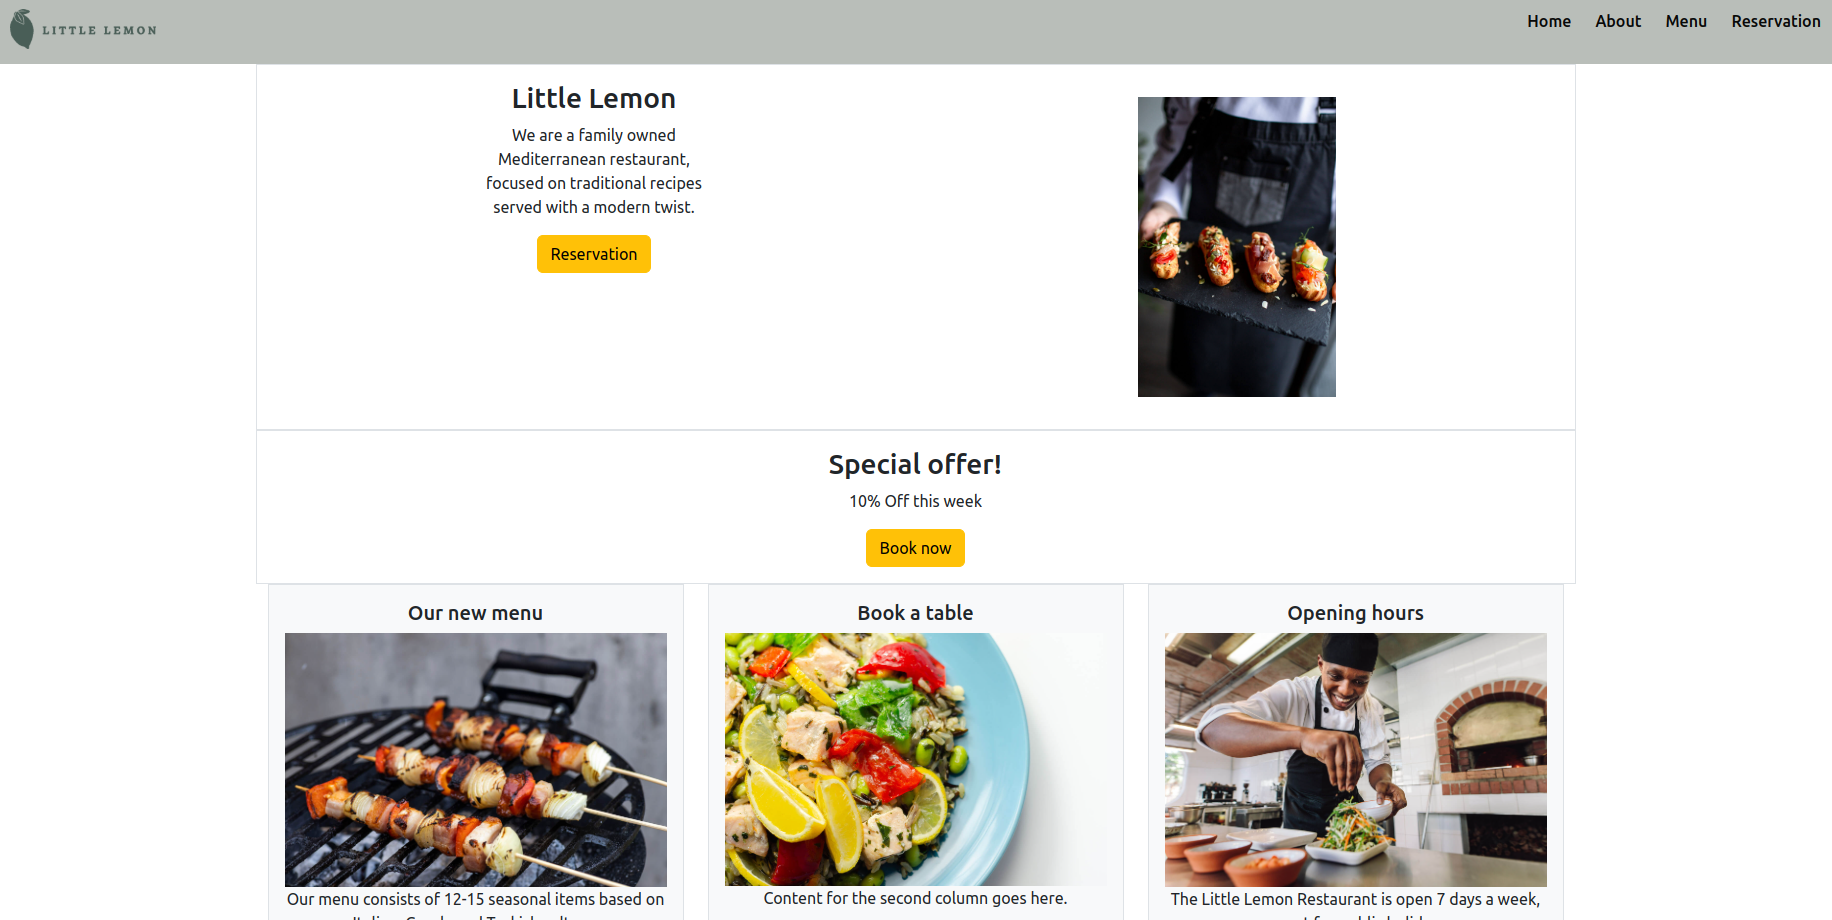 LITTLE LEMON
Home About Menu Reservation
Little Lemon
We are a family owned
Mediterranean restaurant,
focused on traditional recipes
served with a modern twist.
Reservation
Special offer!
10% Off this week
Book now
Our new menu
Our menu consists of 12-15 seasonal items based on
Book a table
Content for the second column goes here.
Opening hours
The Little Lemon Restaurant is open 7 days a week,